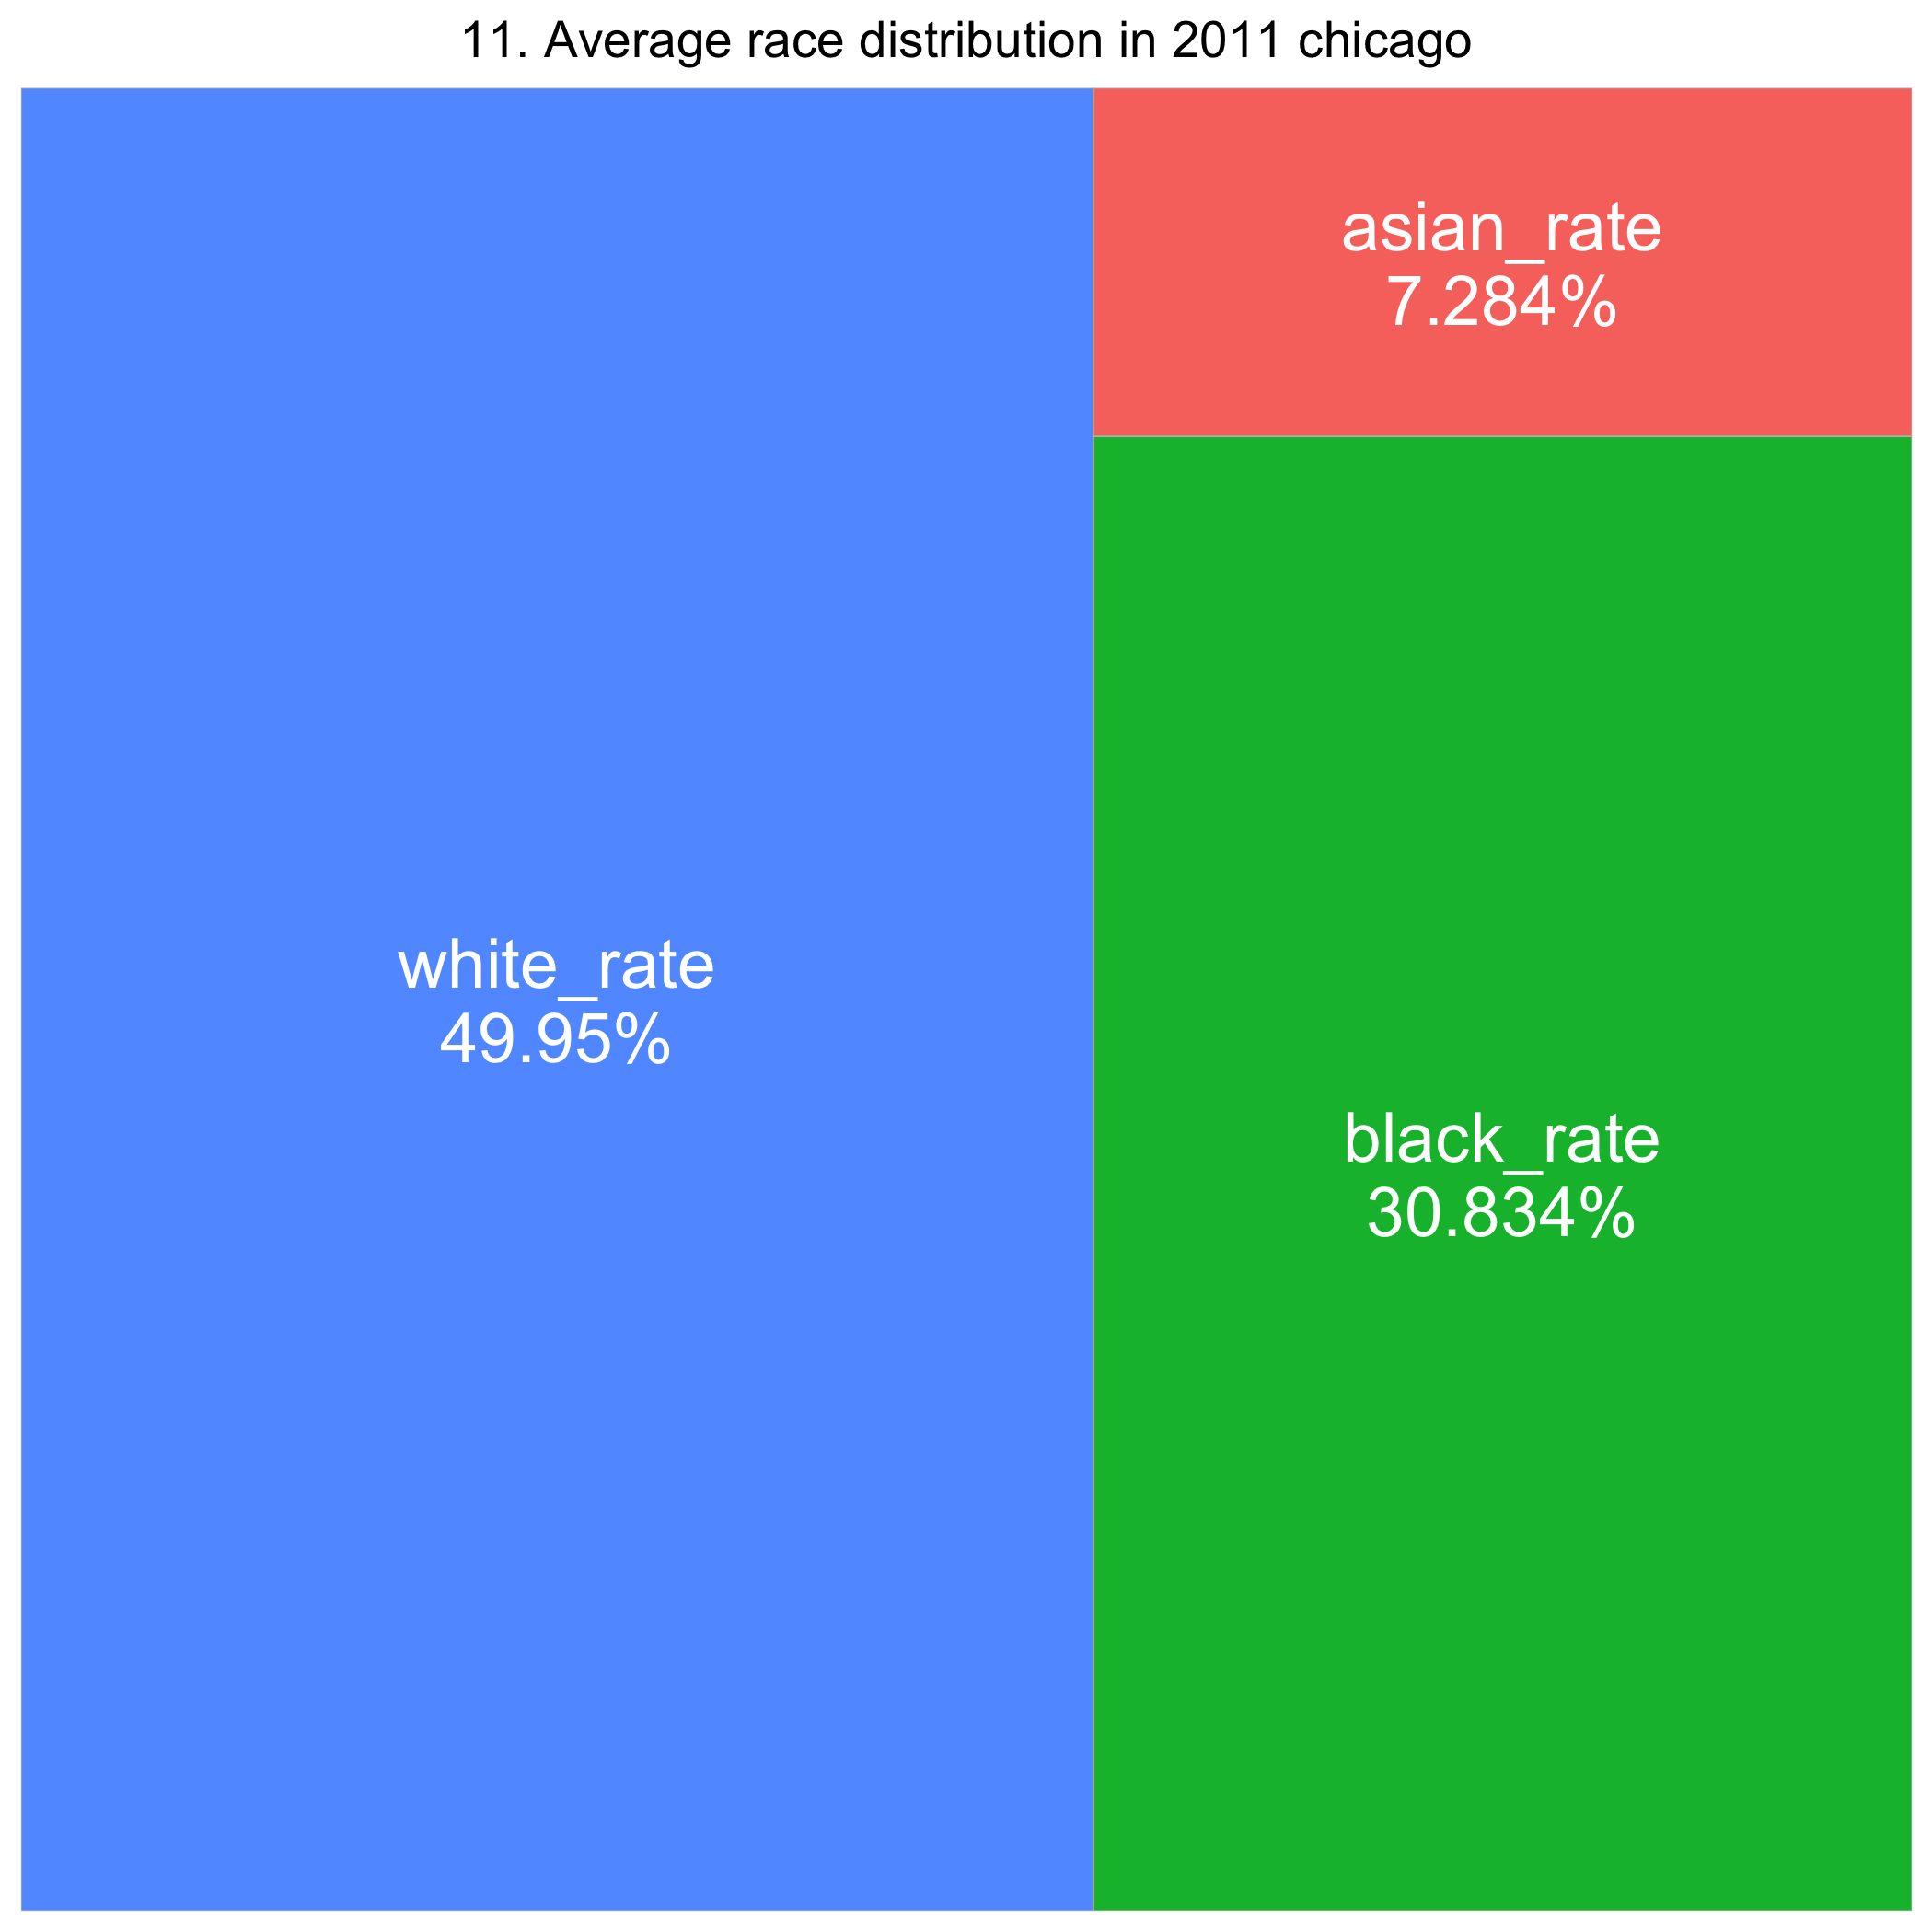 11. Average race distribution in 2011 chicago
asian_rate
7.284%
white_rate
49.95%
black_rate
30.834%